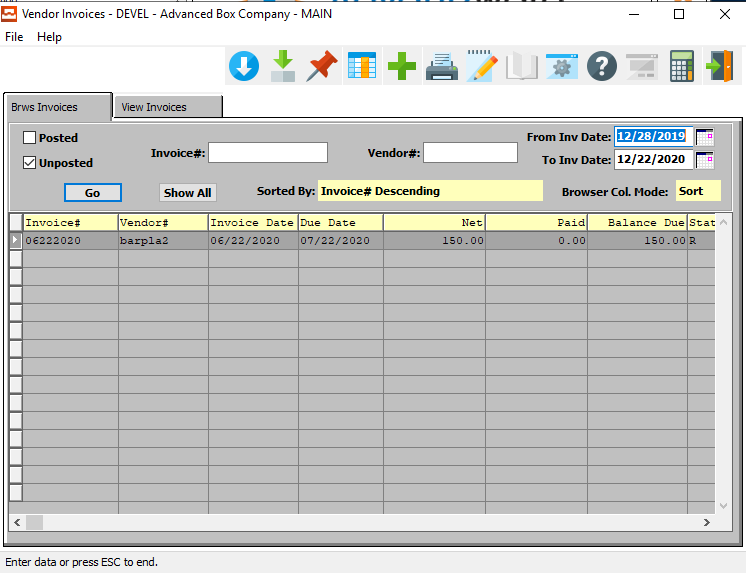 Vendor Invoices - DEVEL - Advanced Box Company - MAIN
File Help
Brws Invoices View Invoices
Posted
Unposted
Invoice#:
Vendor#:
From Inv Date: 12/28/2019
To Inv Date: 12/22/2020
Go Show All Sorted By: Invoice# Descending Browser Col. Mode: Sort
Invoice# Vendor# Invoice Date Due Date Net Paid Balance Due Stat
06222020 barpla2 06/22/2020 07/22/2020 150.00 0.00 150.00 R
Enter data or press ESC to end.